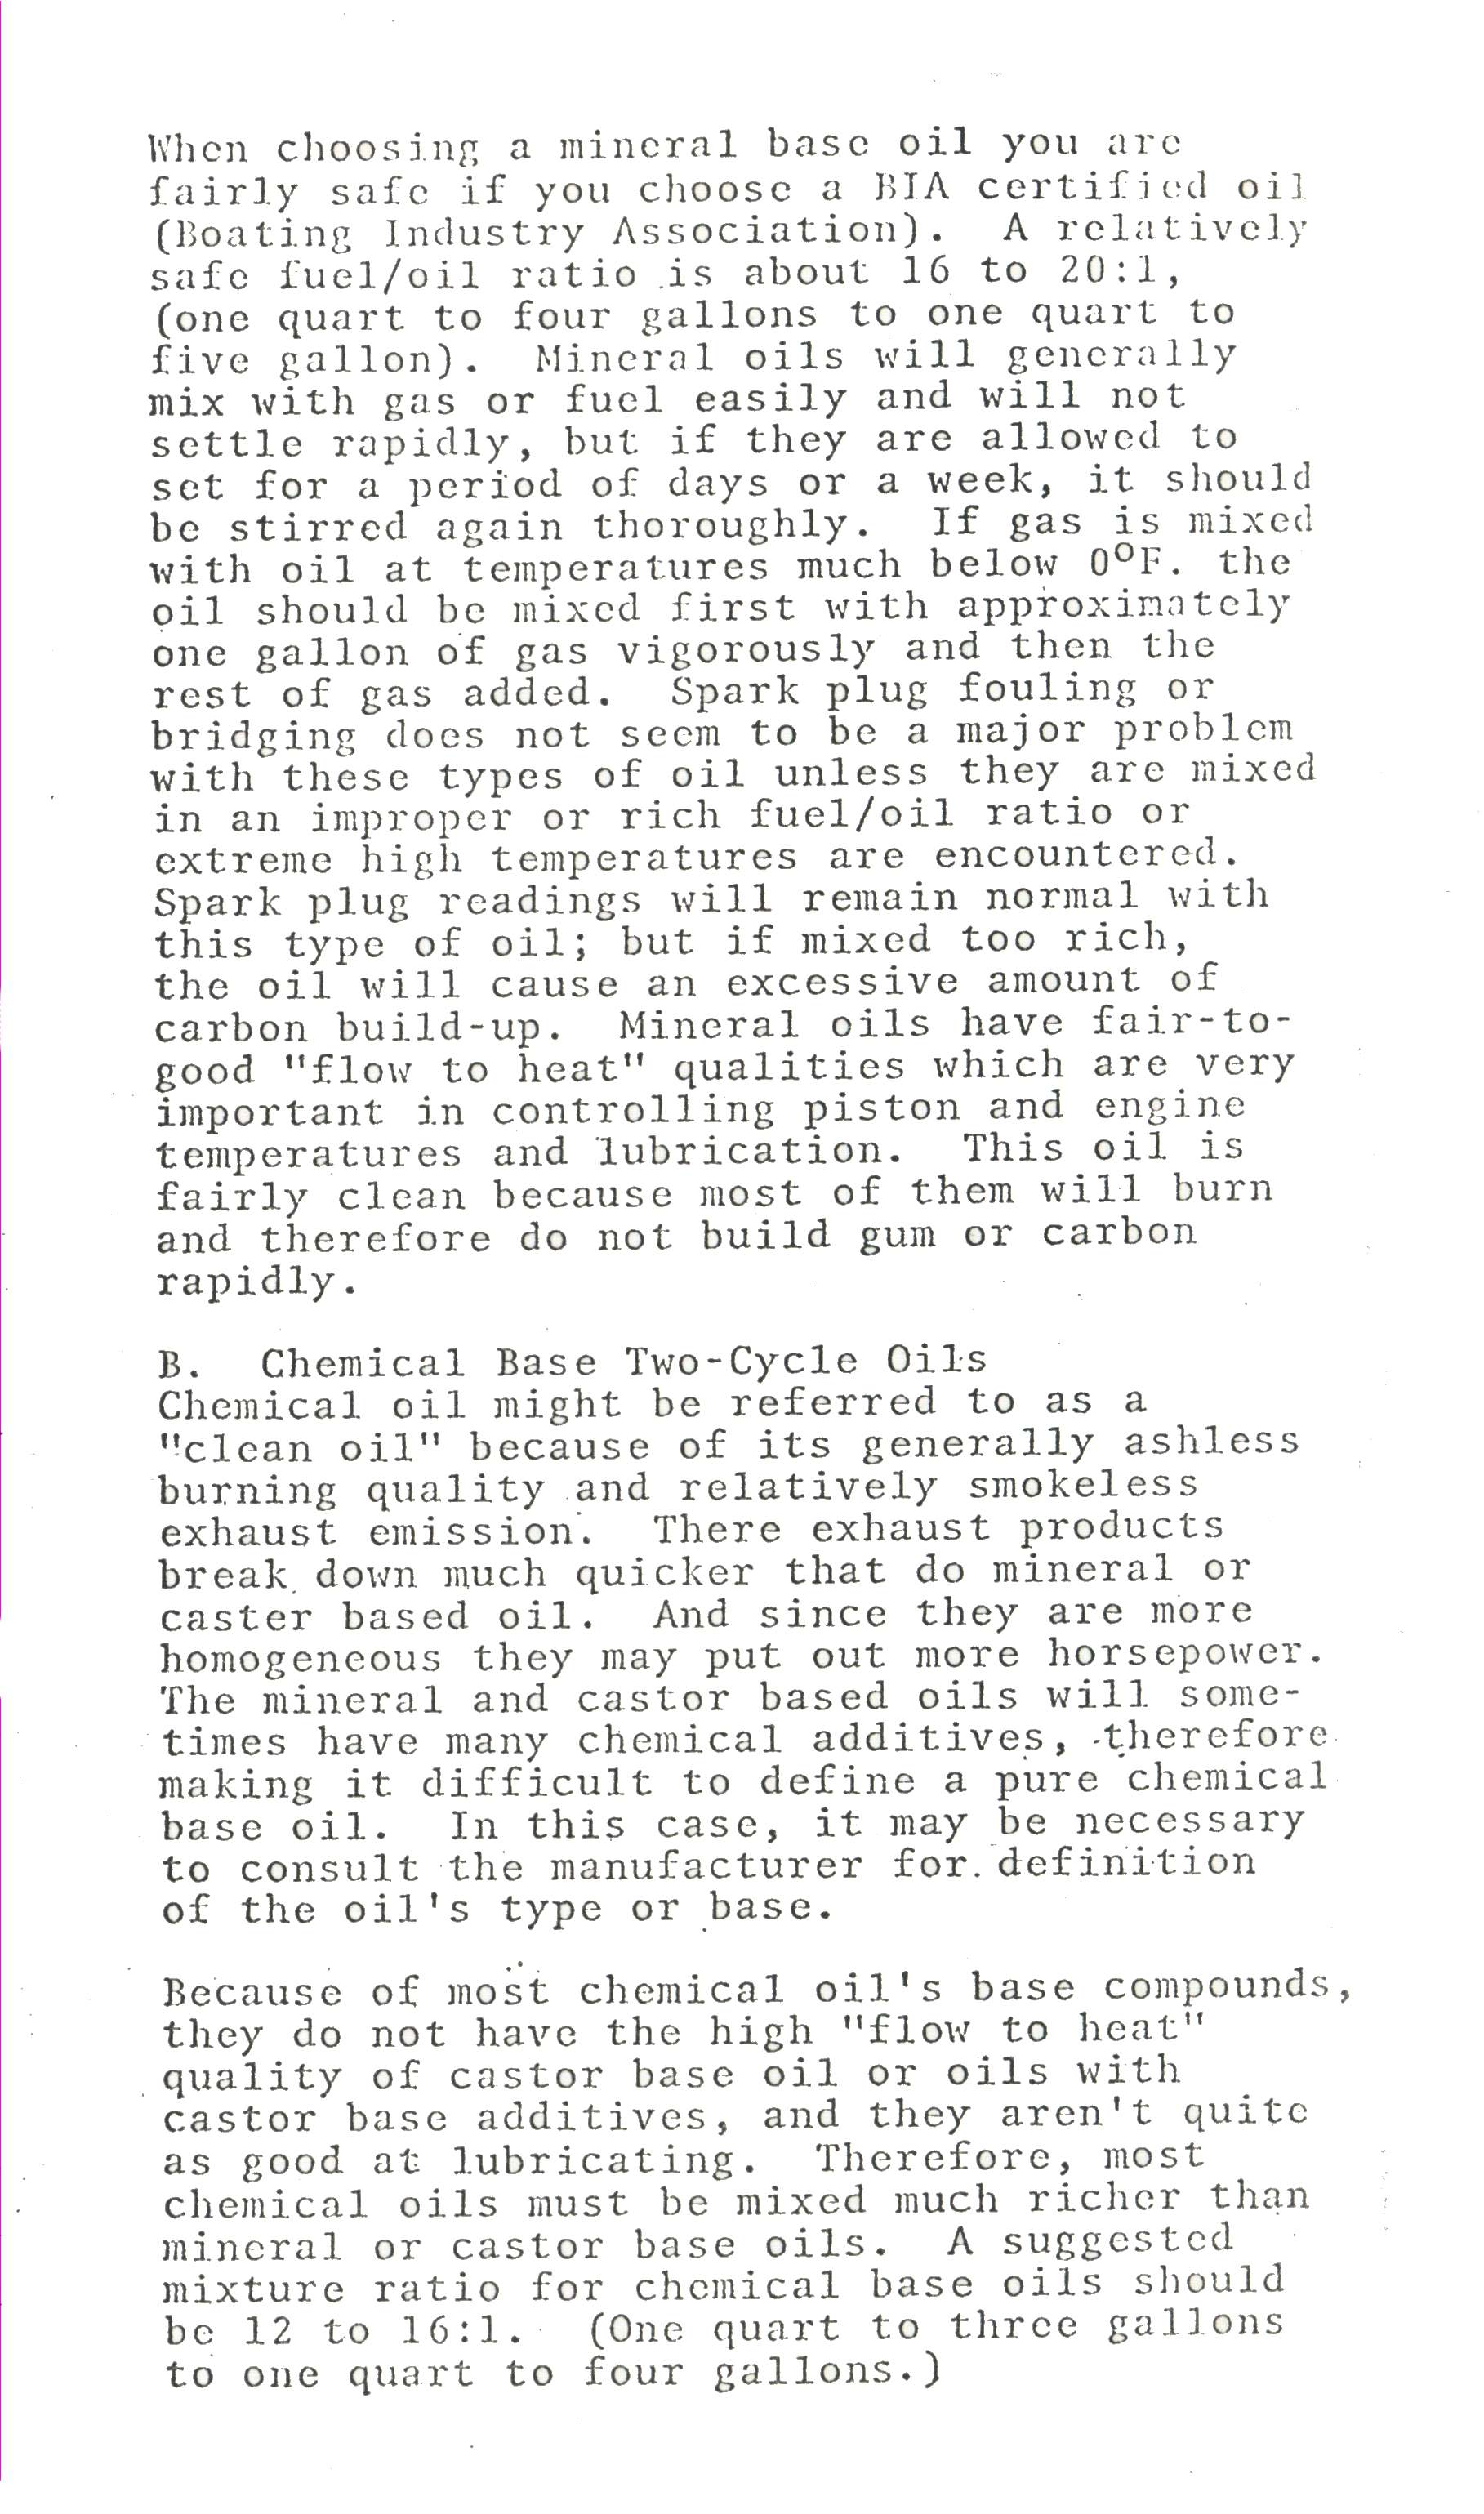 When choosing a mineral base oil you are
fairly safe if you choose a BIA certified oil
(Boating Industry Association).  A relatively
safe fuel/oil ratio is about 16 to 20:1,
(one quart to four gallons to one quart to
five gallon).  Mineral oils will generally
mix with gas or fuel easily and will not
settle rapidly, but if they are allowed to
set for a period of days or a week, it should
be stirred again thoroughly.  If gas is mixed
with oil at temperatures much below 0°F. the
oil should be mixed first with approximately
one gallon of gas vigorously and then the
rest of gas added.  Spark plug fouling or
bridging does not seem to be a major problem
with these types of oil unless they are mixed
in an improper or rich fuel/oil ratio or
extreme high temperatures are encountered.
Spark plug readings will remain normal with
this type of oil; but if mixed too rich,
the oil will cause an excessive amount of
carbon build-up.  Mineral oils have fair-to-
good "flow to heat" qualities which are very
important in controlling piston and engine
temperatures and lubrication.  This oil is
fairly clean because most of them will burn
and therefore do not build gum or carbon
rapidly.

B.  Chemical Base Two-Cycle Oils
Chemical oil might be referred to as a
"clean oil" because of its generally ashless
burning quality and relatively smokeless
exhaust emission.  There exhaust products
break down much quicker that do mineral or
caster based oil.  And since they are more
homogeneous they may put out more horsepower.
The mineral and castor based oils will some-
times have many chemical additives, therefore
making it difficult to define a pure chemical
base oil.  In this case, it may be necessary
to consult the manufacturer for definition
of the oil's type or base.

Because of most chemical oil's base compounds,
they do not have the high "flow to heat"
quality of castor base oil or oils with
castor base additives, and they aren't quite
as good at lubricating.  Therefore, most
chemical oils must be mixed much richer than
mineral or castor base oils.  A suggested
mixture ratio for chemical base oils should
be 12 to 16:1.  (One quart to three gallons
to one quart to four gallons.)